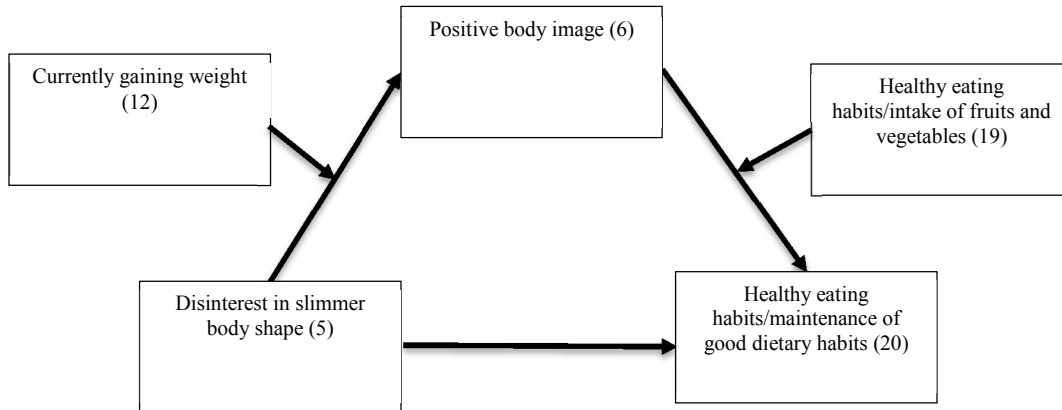 Positive body image (6)
Currently gaining weight
(12)
Healthy eating
habits/intake of fruits and
vegetables (19)
Disinterest in slimmer
body shape (5)
Healthy eating
habits/maintenance of
good dietary habits (20)